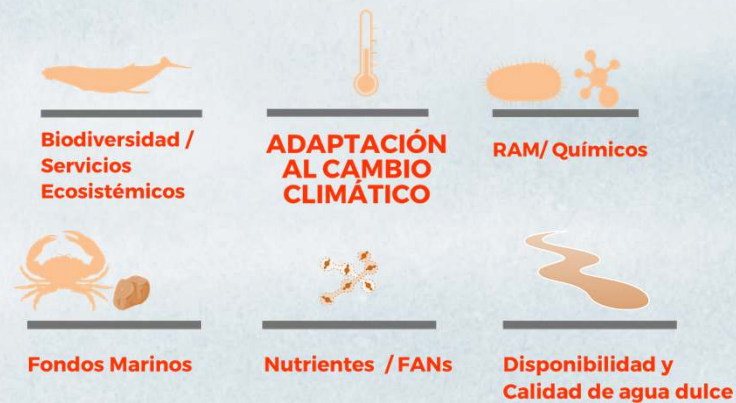 Biodiversidad /
Servicios
Ecosistémicos
ADAPTACIÓN
AL CAMBIO
CLIMÁTICO
RAM/ Químicos
Fondos Marinos
Nutrientes / FANs
Disponibilidad y
Calidad de agua dulce